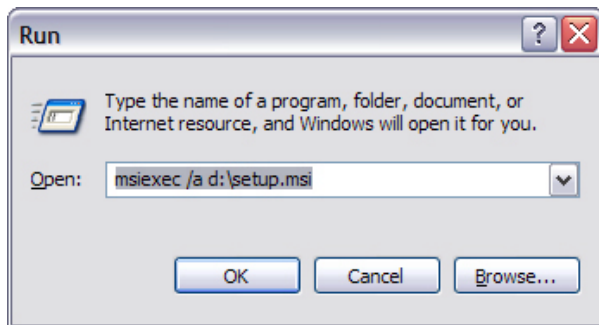 Run
?
Type the name of a program, folder, document, or
Internet resource, and Windows will open it for you.
Open: msiexec /a d:\setup.msi
OK Cancel Browse...